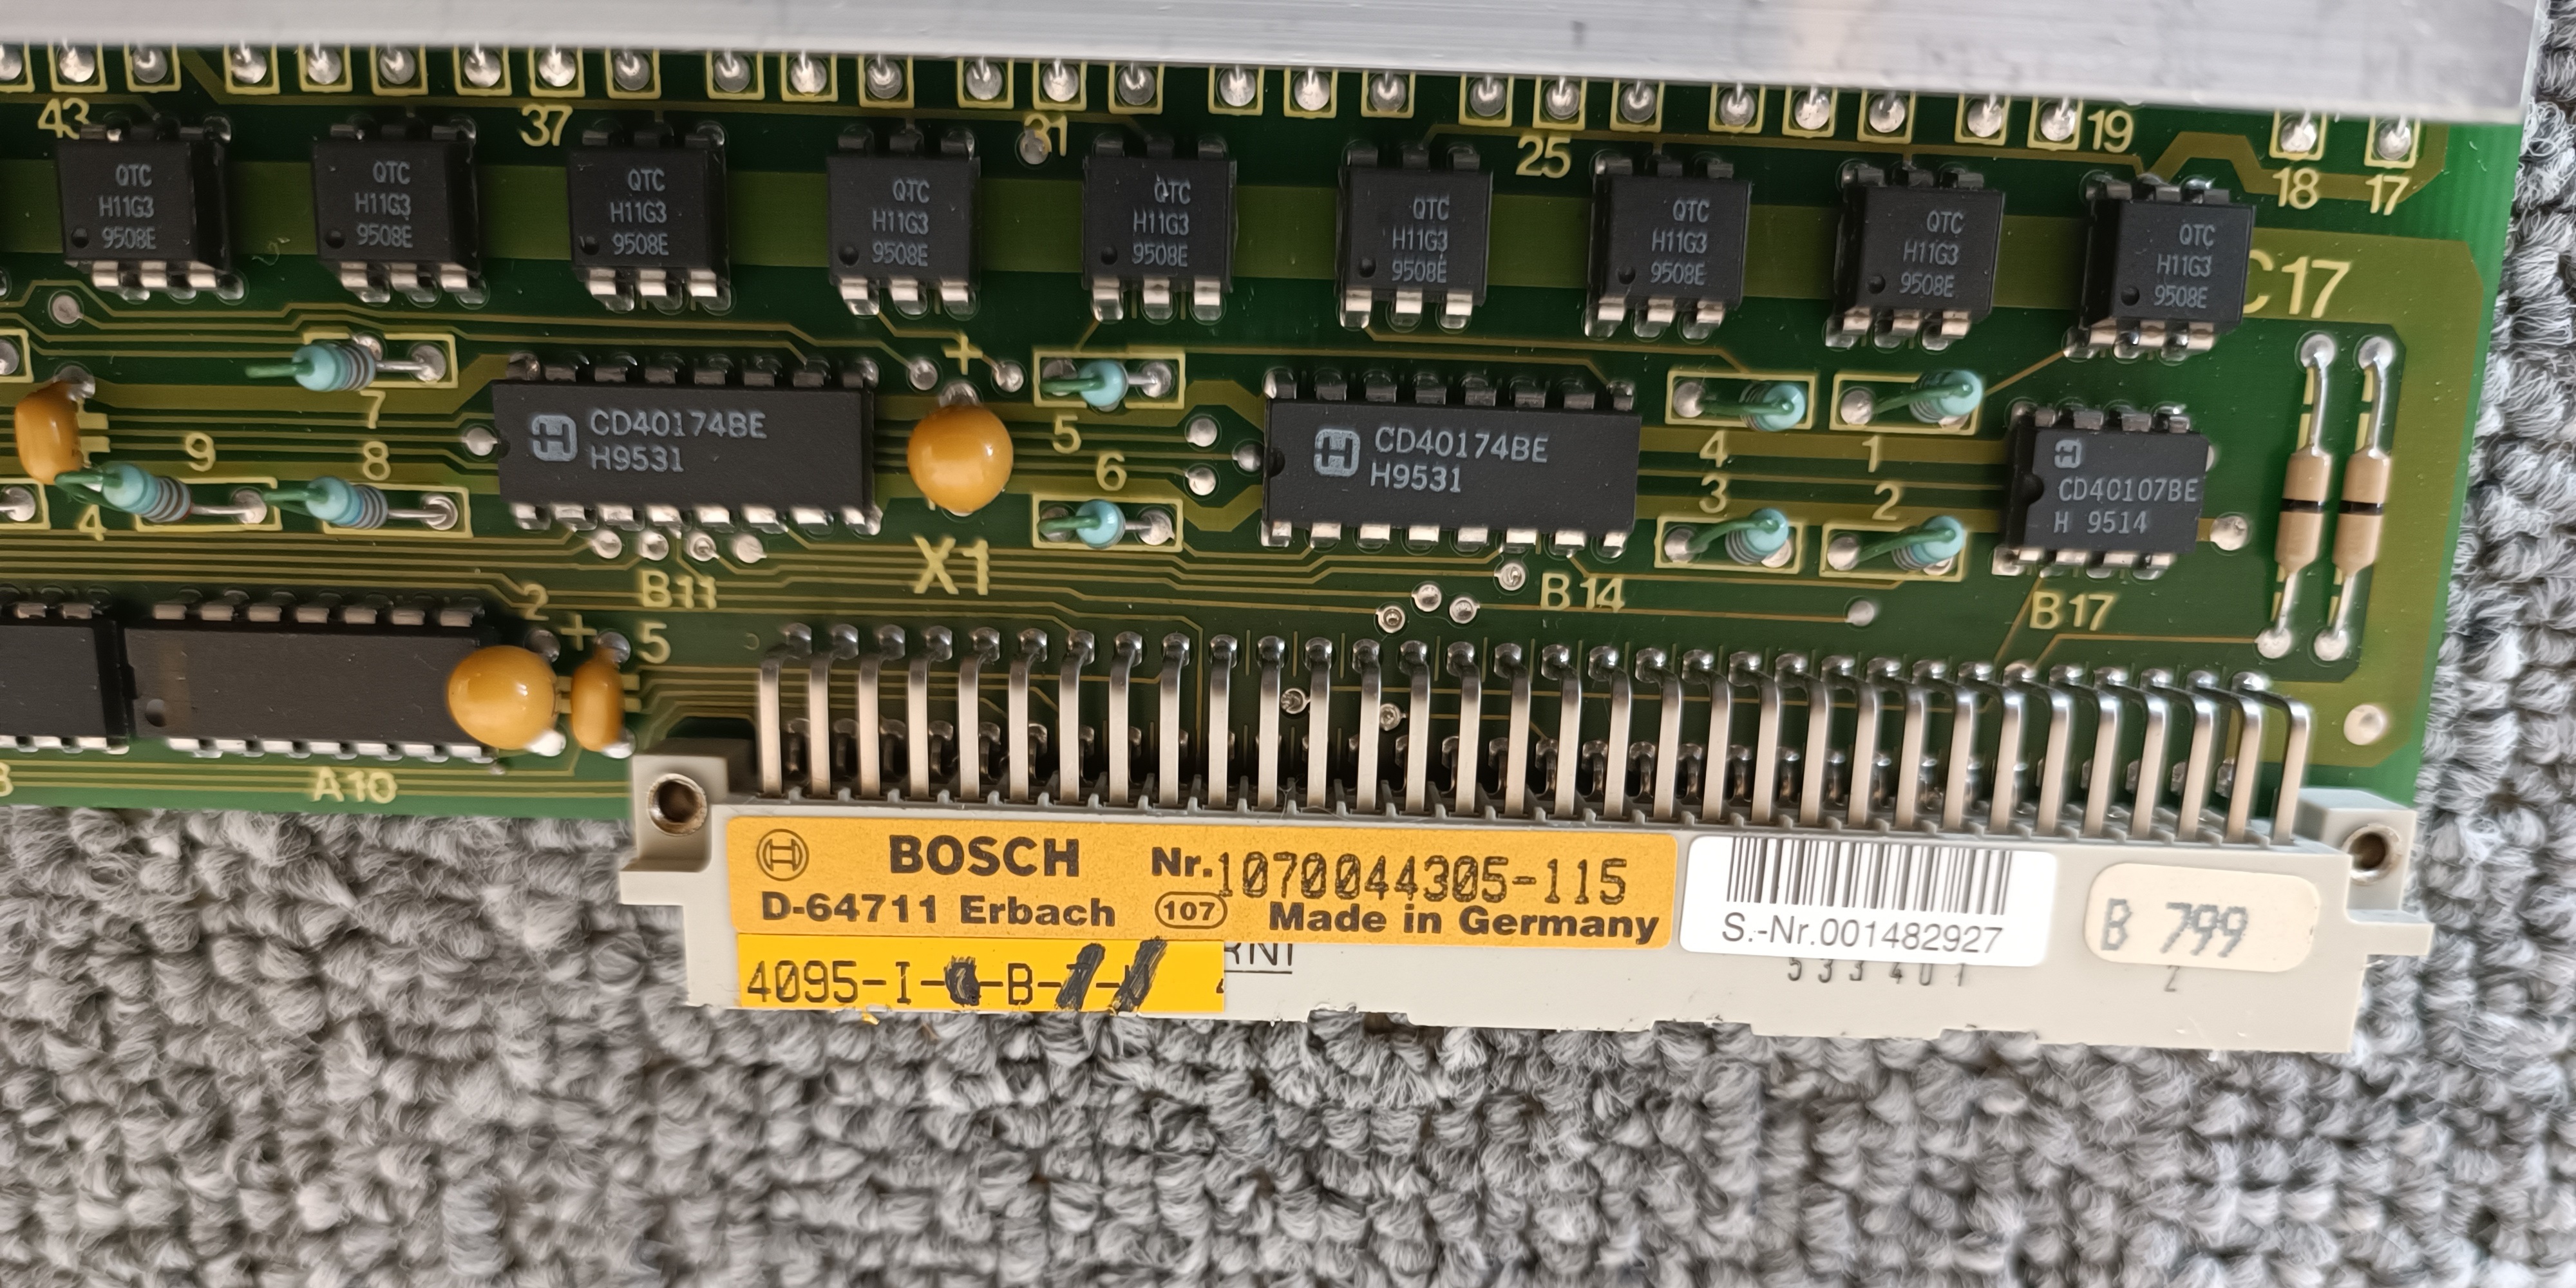 43
37
31
25
19
18
17
QTC
H11G3
9508E
QTC
H11G3
9508E
QTC
H11G3
9508E
QTC
H11G3
9508E
QTC
H11G3
9508E
QTC
H11G3
9508E
QTC
H11G3
9508E
QTC
H11G3
9508E
QTC
H11G3
9508E
C17
7
8
9
4
CD40174BE
H9531
B11
+
X1
5
6
CD40174BE
H9531
B14
4
3
1
2
CD40107BE
H 9514
B17
2
+
5
A10
BOSCH Nr.1070044305-115
D-64711 Erbach 107 Made in Germany
4095-I- -B-
S.-Nr.001482927
533401
B 799
2